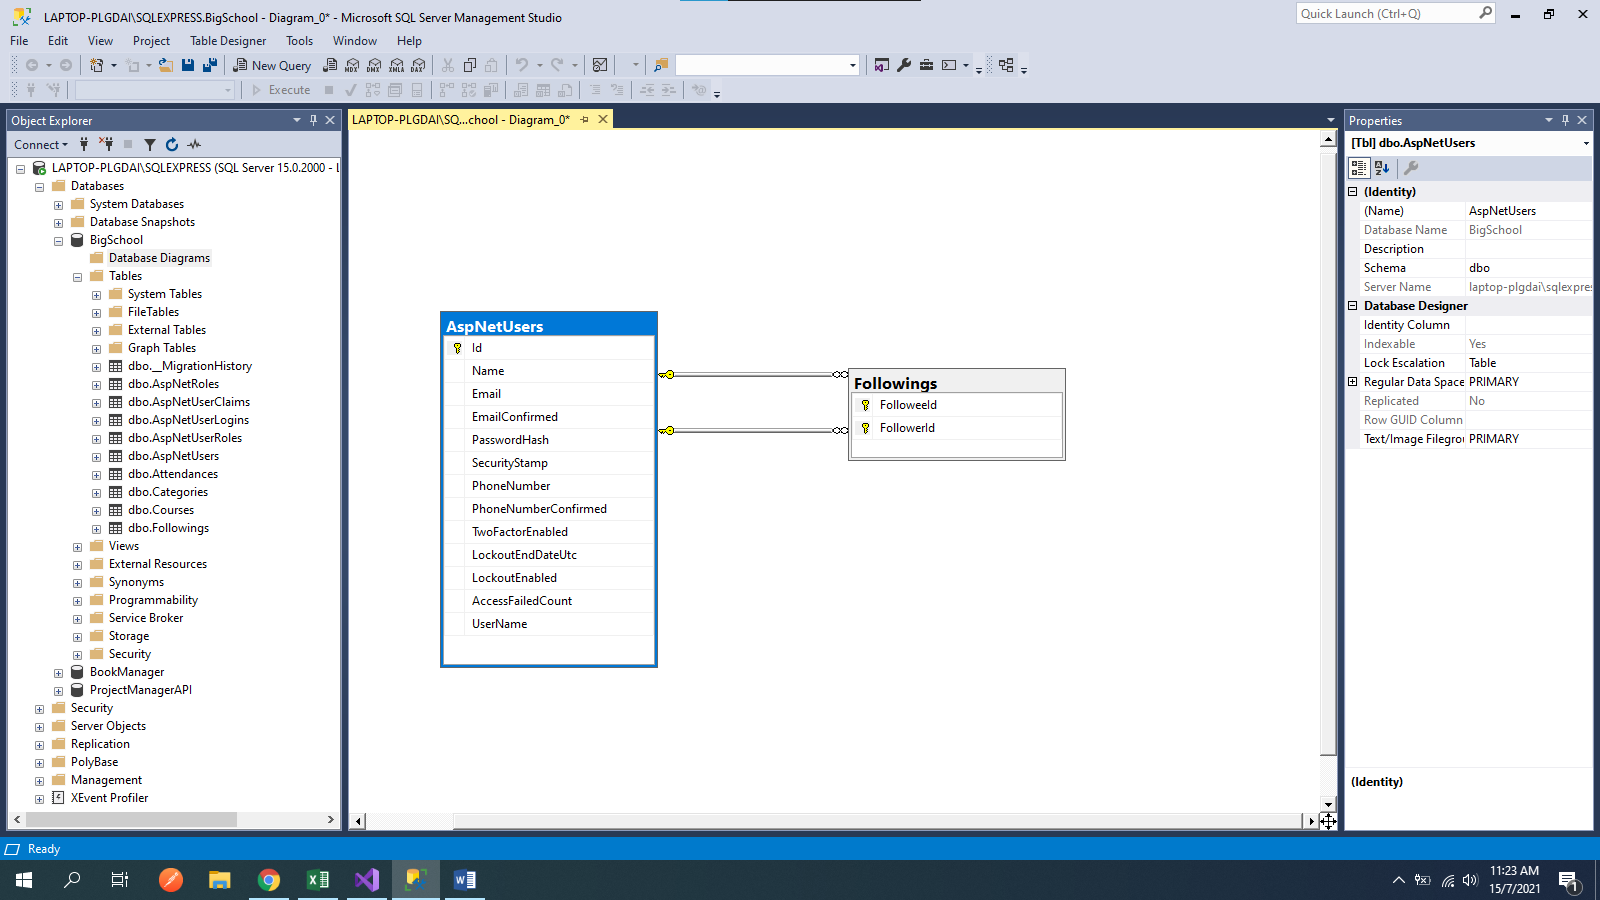 LAPTOP-PLGDAI\SQLEXPRESS.BigSchool - Diagram_0* - Microsoft SQL Server Management Studio
Quick Launch (Ctrl+Q)
File Edit View Project Table Designer Tools Window Help
New Query
MDX DMX XMLA DAX
Execute
Object Explorer
Connect
LAPTOP-PLGDAI\SQLEXPRESS (SQL Server 15.0.2000 - L
Databases
System Databases
Database Snapshots
BigSchool
Database Diagrams
Tables
System Tables
FileTables
External Tables
Graph Tables
dbo.__MigrationHistory
dbo.AspNetRoles
dbo.AspNetUserClaims
dbo.AspNetUserLogins
dbo.AspNetUserRoles
dbo.AspNetUsers
dbo.Attendances
dbo.Categories
dbo.Courses
dbo.Followings
Views
External Resources
Synonyms
Programmability
Service Broker
Storage
Security
BookManager
ProjectManagerAPI
Security
Server Objects
Replication
PolyBase
Management
XEvent Profiler
LAPTOP-PLGDAI\SQ...chool - Diagram_0*
AspNetUsers
Id
Name
Email
EmailConfirmed
PasswordHash
SecurityStamp
PhoneNumber
PhoneNumberConfirmed
TwoFactorEnabled
LockoutEndDateUtc
LockoutEnabled
AccessFailedCount
UserName
Followings
FolloweeId
FollowerId
Properties
[Tbl] dbo.AspNetUsers
(Identity)
(Name) AspNetUsers
Database Name BigSchool
Description
Schema dbo
Server Name laptop-plgdai\sqlexpres
Database Designer
Identity Column
Indexable Yes
Lock Escalation Table
Regular Data Space PRIMARY
Replicated No
Row GUID Column
Text/Image Filegrou PRIMARY
(Identity)
Ready
11:23 AM
15/7/2021
1